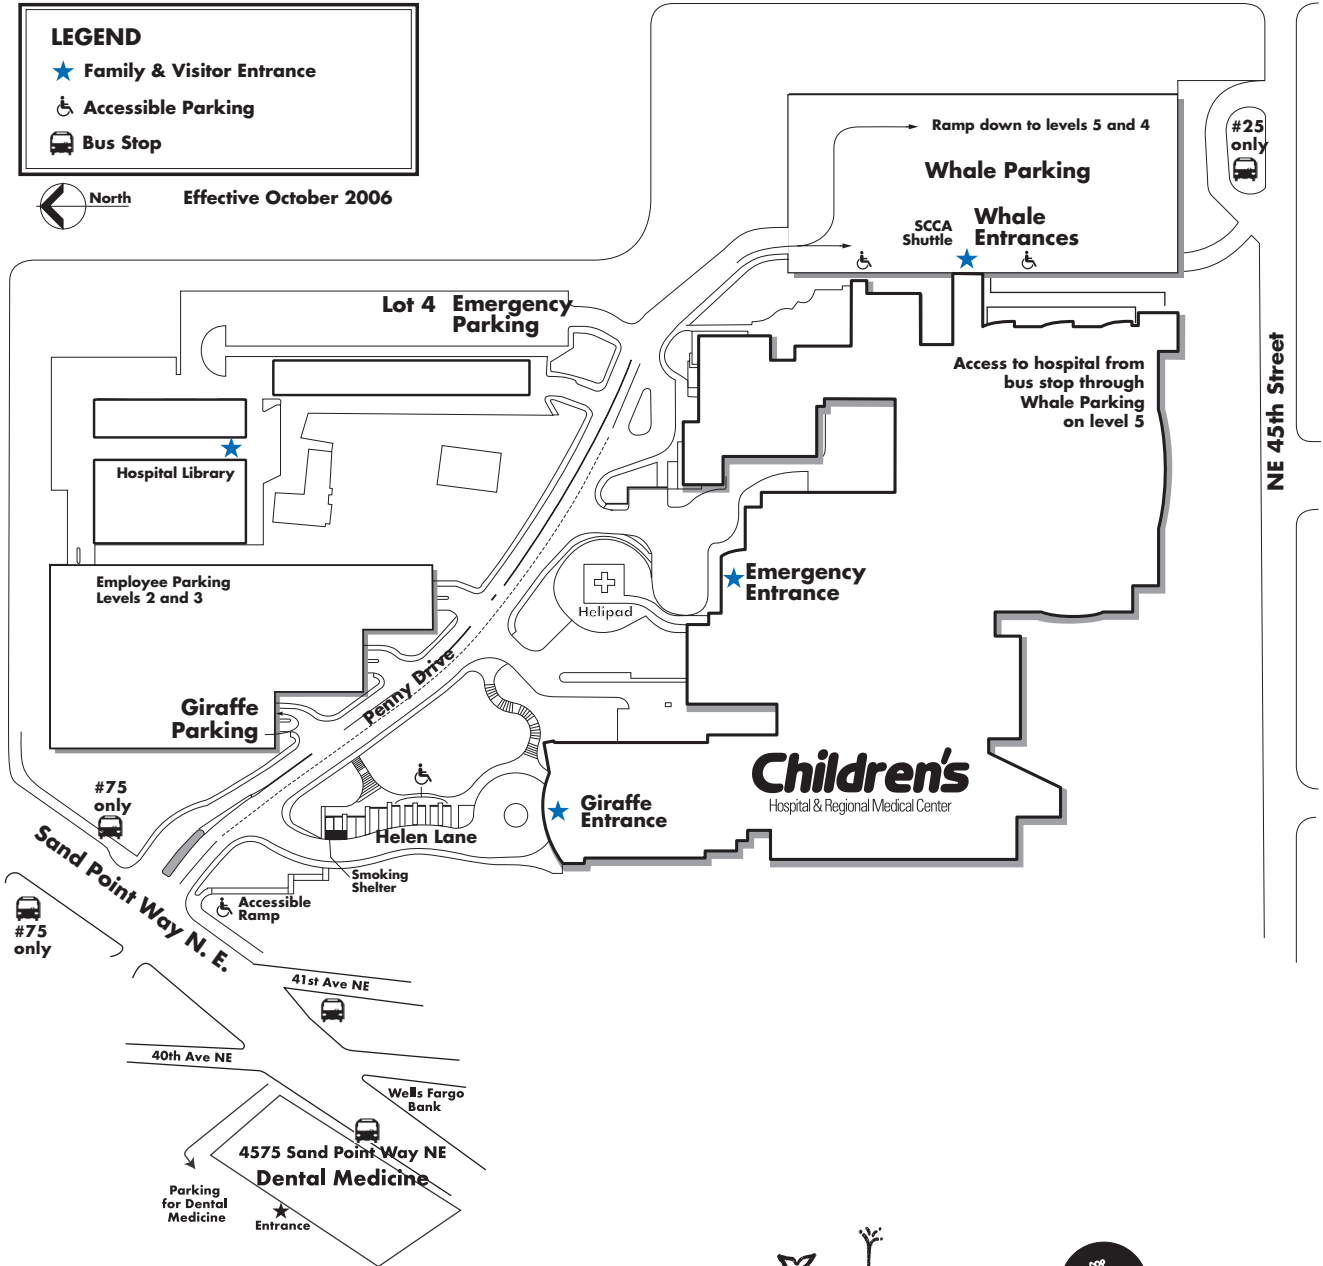 LEGEND
Family & Visitor Entrance
Accessible Parking
Bus Stop
North
Effective October 2006
Ramp down to levels 5 and 4
Whale Parking
#25
only
SCCA
Shuttle
Whale
Entrances
Lot 4 Emergency
Parking
Access to hospital from
bus stop through
Whale Parking
on level 5
NE 45th Street
Hospital Library
Employee Parking
Levels 2 and 3
Emergency
Entrance
Helipad
Penny Drive
Giraffe
Parking
Children's
Hospital & Regional Medical Center
#75
only
Giraffe
Entrance
Helen Lane
Smoking
Shelter
Sand Point Way N. E.
Accessible
Ramp
#75
only
41st Ave NE
40th Ave NE
Wells Fargo
Bank
4575 Sand Point Way NE
Dental Medicine
Parking
for Dental
Medicine
Entrance